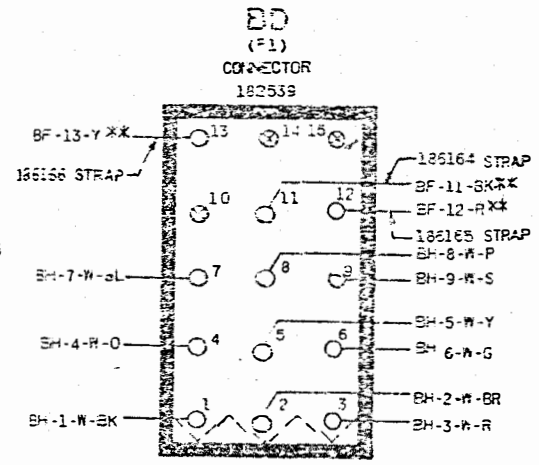 BD
(P1)
CONNECTOR
182539
BF-13-Y ** 13 14 15
186166 STRAP 186164 STRAP
BF-11-BK**
10 11 12 BF-12-R**
186165 STRAP
BH-8-W-P
BH-7-W-BL 7 8 9 BH-9-W-S
BH-5-W-Y
BH-4-W-O 4 5 6 BH 6-W-G
BH-2-W-BR
BH-1-W-BK 1 2 3 BH-3-W-R